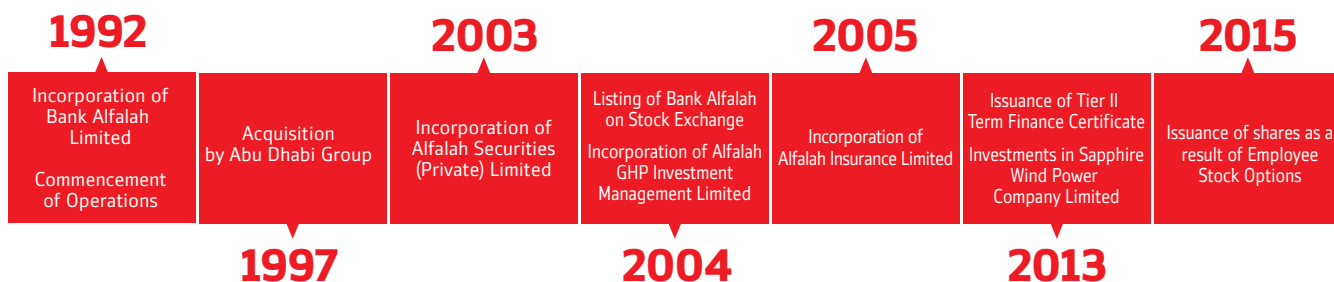 1992
Incorporation of
Bank Alfalah
Limited
Commencement
of Operations
Acquisition
by Abu Dhabi Group
1997
2003
Incorporation of
Alfalah Securities
(Private) Limited
Listing of Bank Alfalah
on Stock Exchange
Incorporation of Alfalah
GHP Investment
Management Limited
2004
2005
Incorporation of
Alfalah Insurance Limited
Issuance of Tier II
Term Finance Certificate
Investments in Sapphire
Wind Power
Company Limited
2013
2015
Issuance of shares as a
result of Employee
Stock Options